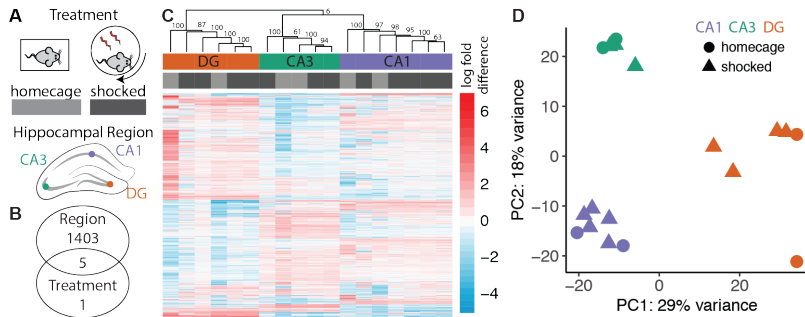 A
Treatment
homecage
shocked
Hippocampal Region
CA3
CA1
DG
B
Region
1403
5
Treatment
1
C
6
100 87 100 97 98
100 61 95
100 100 94 100 63
DG CA3 CA1
log fold
difference
6
4
2
0
−2
−4
D
CA1 CA3 DG
homecage
shocked
PC2: 18% variance
20
10
0
−10
−20
−20 0 20
PC1: 29% variance